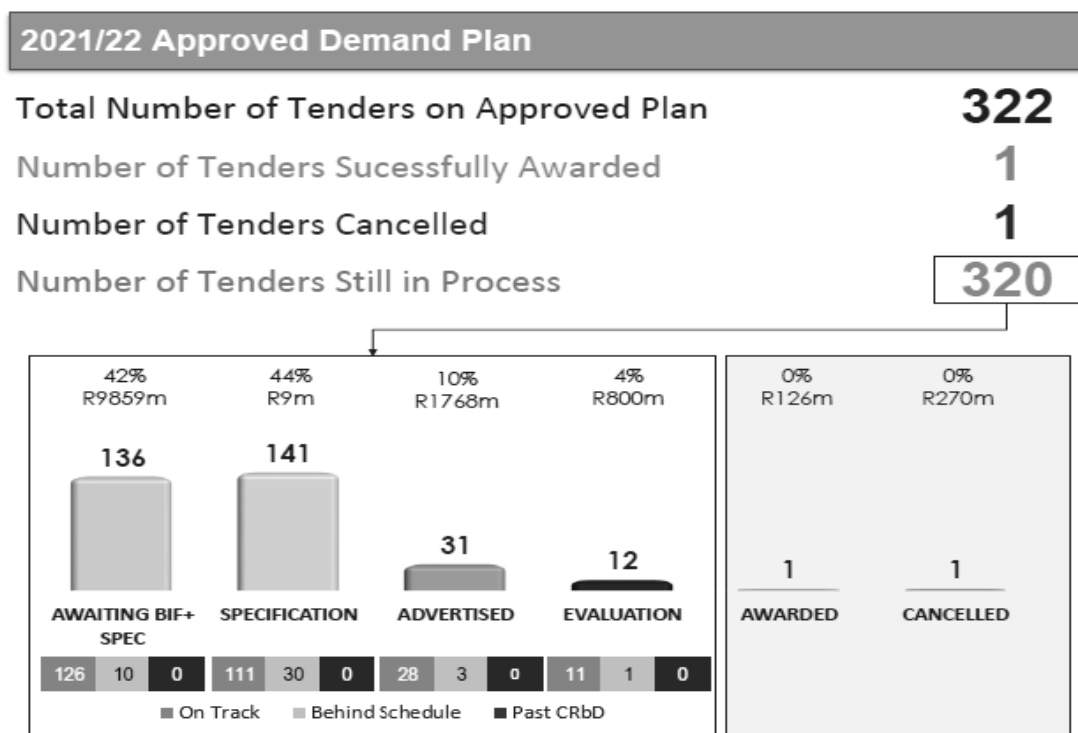 2021/22 Approved Demand Plan
Total Number of Tenders on Approved Plan 322
Number of Tenders Sucessfully Awarded 1
Number of Tenders Cancelled 1
Number of Tenders Still in Process 320
42% 44% 10% 4% 0% 0%
R9859m R9m R1768m R800m R126m R270m
136 141 31 12 1 1
AWAITING BIF+ SPECIFICATION ADVERTISED EVALUATION AWARDED CANCELLED
SPEC
126 10 0 111 30 0 28 3 0 11 1 0
On Track Behind Schedule Past CRbD